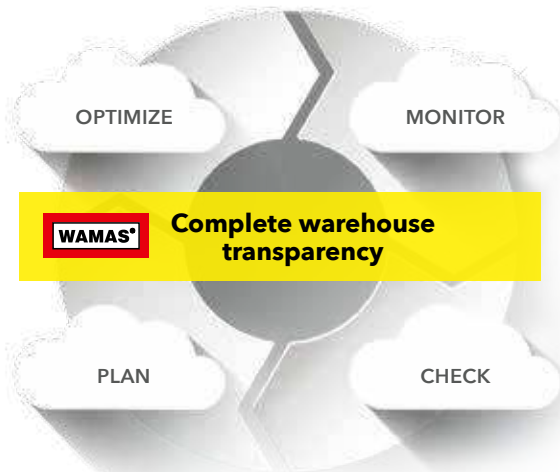 OPTIMIZE
MONITOR
WAMAS®
Complete warehouse
transparency
PLAN
CHECK